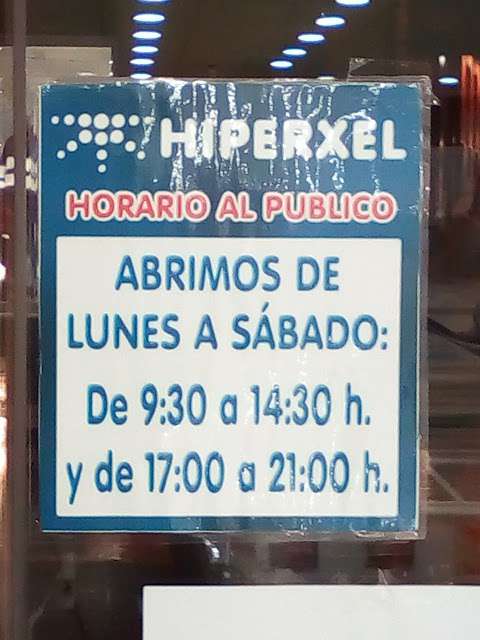 HIPERXEL
HORARIO AL PUBLICO
ABRIMOS DE
LUNES A SÁBADO:
De 9:30 a 14:30 h.
y de 17:00 a 21:00 h.